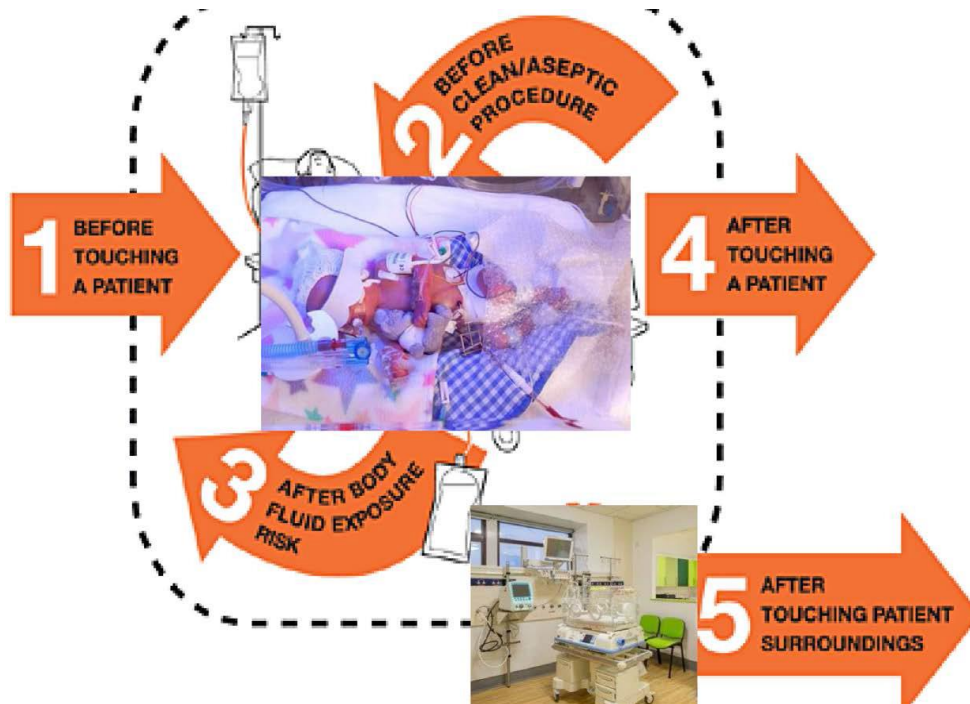 1
BEFORE
TOUCHING
A PATIENT
2
BEFORE
CLEAN/ASEPTIC
PROCEDURE
3
AFTER BODY
FLUID EXPOSURE
RISK
4
AFTER
TOUCHING
A PATIENT
5
AFTER
TOUCHING PATIENT
SURROUNDINGS